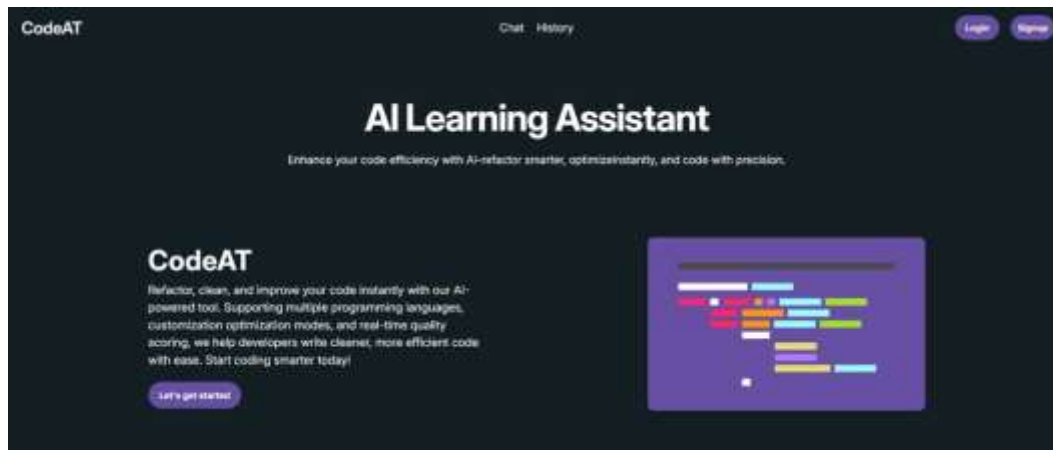 CodeAT
Chat History
Login Signup
AI Learning Assistant
Enhance your code efficiency with AI-refactor smarter, optimizeinstantly, and code with precision.
CodeAT
Refactor, clean, and improve your code instantly with our AI-
powered tool. Supporting multiple programming languages,
customization optimization modes, and real-time quality
scoring, we help developers write cleaner, more efficient code
with ease. Start coding smarter today!
Let's get started